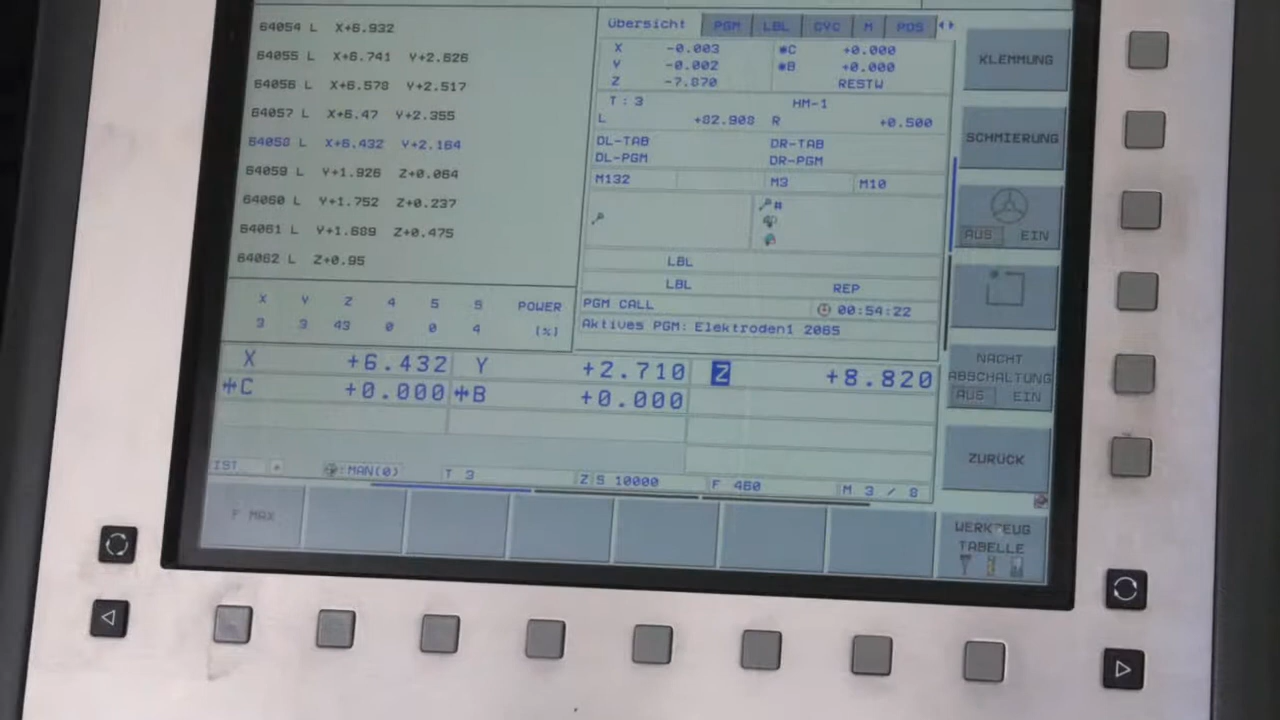 64054 L X+6.932
64055 L X+6.741 Y+2.626
64056 L X+6.578 Y+2.517
64057 L X+6.47 Y+2.355
64058 L X+6.432 Y+2.164
64059 L Y+1.926 Z+0.064
64060 L Y+1.752 Z+0.237
64061 L Y+1.689 Z+0.475
64062 L Z+0.95
X Y Z 4 5 S POWER
3 3 43 0 0 4 [%]
Übersicht PGM LBL CYC M POS
X -0.003 *C +0.000
Y -0.002 *B +0.000
Z -7.870 RESTW
T : 3 HM-1
L +82.908 R +0.500
DL-TAB DR-TAB
DL-PGM DR-PGM
M132 M3 M10
LBL
LBL REP
PGM CALL 00:54:22
Aktives PGM: Elektroden1 2065
X +6.432 Y +2.710 Z +8.820
C +0.000 B +0.000
IST MAN(0) T 3 Z S 10000 F 460 M 3 / 8
F MAX
KLEMMUNG
SCHMIERUNG
AUS EIN
NACHT
ABSCHALTUNG
AUS EIN
ZURÜCK
WERKZEUG
TABELLE